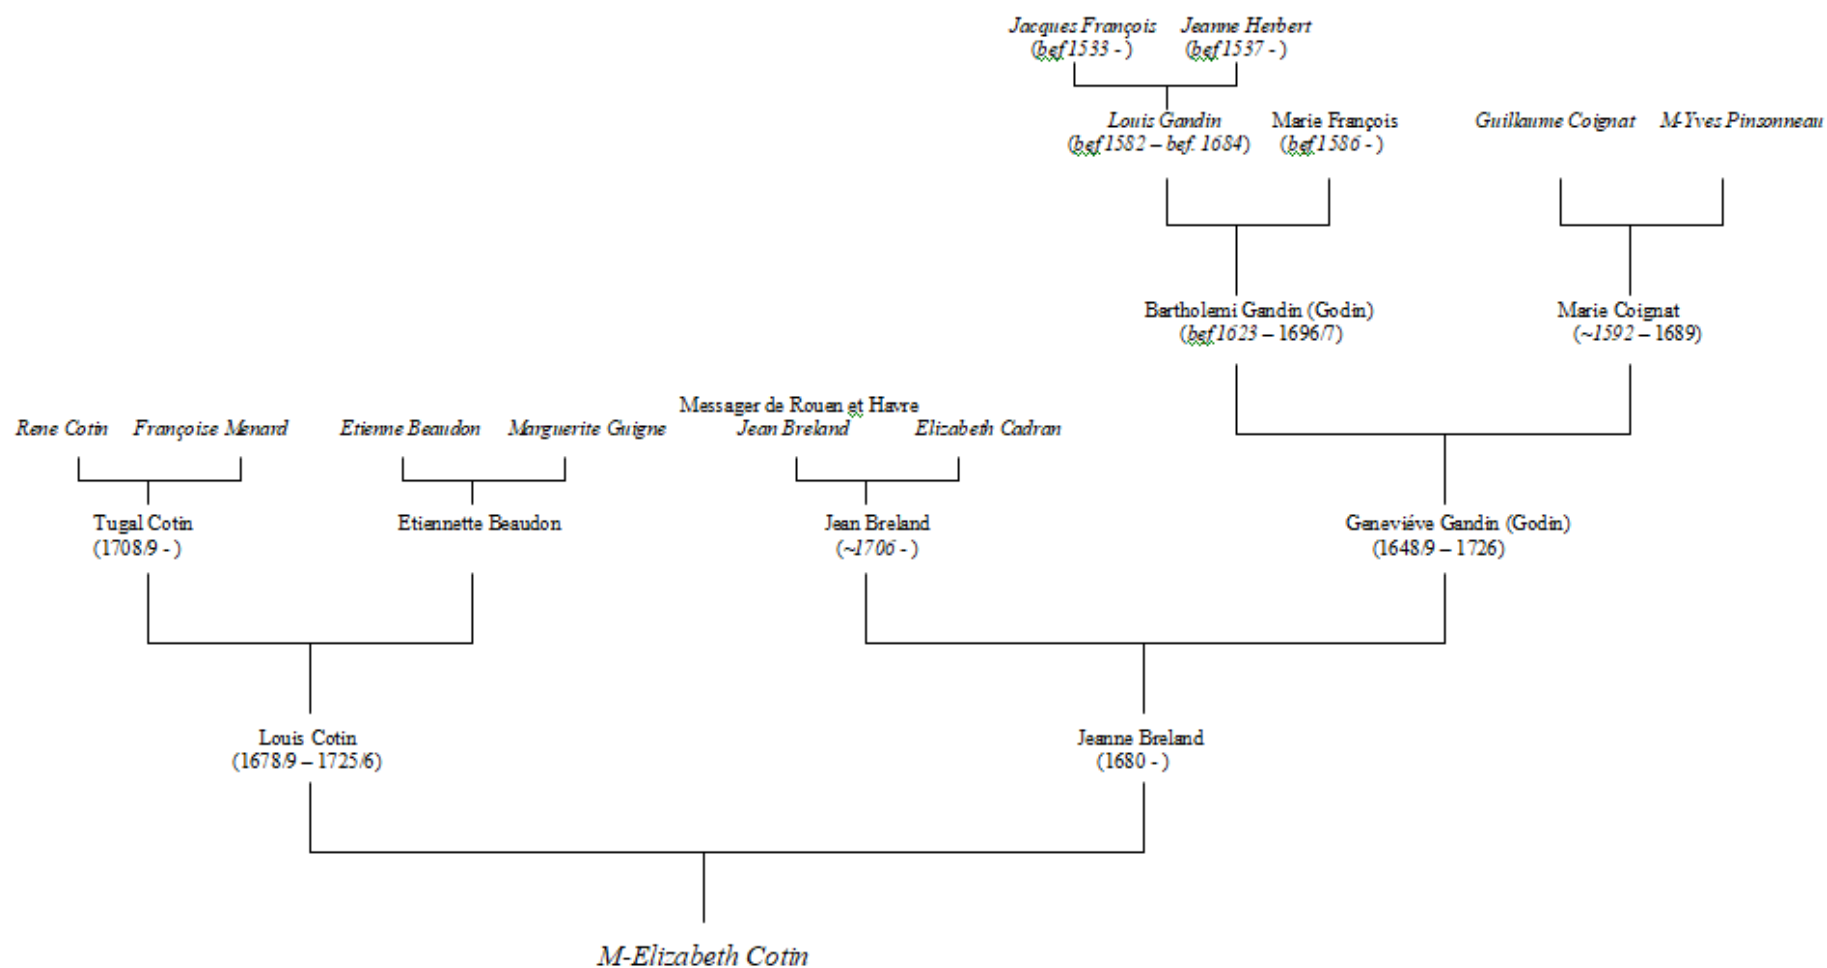 Jacques François Jeanne Herbert
(bef 1533 - ) (bef 1537 - )
Louis Gandin Marie François Guillaume Coignat M-Yves Pinsonneau
(bef 1582 – bef. 1684) (bef 1586 - )
Bartholemi Gandin (Godin) Marie Coignat
(bef 1623 – 1696/7) (~1592 – 1689)
Messager de Rouen et Havre
Rene Cotin Françoise Menard Etienne Beaudon Marguerite Guigne Jean Breland Elizabeth Cadran
Tugal Cotin Etiennette Beaudon Jean Breland Geneviéve Gandin (Godin)
(1708/9 - ) (~1706 - ) (1648/9 – 1726)
Louis Cotin Jeanne Breland
(1678/9 – 1725/6) (1680 - )
M-Elizabeth Cotin